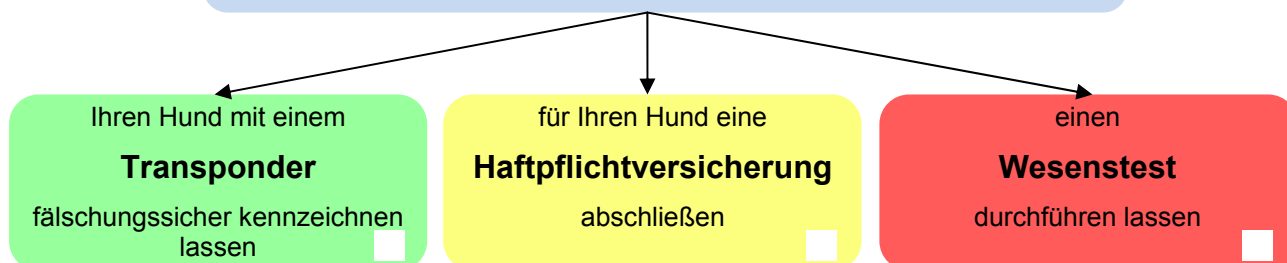 Ihren Hund mit einem
Transponder
fälschungssicher kennzeichnen
lassen
für Ihren Hund eine
Haftpflichtversicherung
abschließen
einen
Wesenstest
durchführen lassen